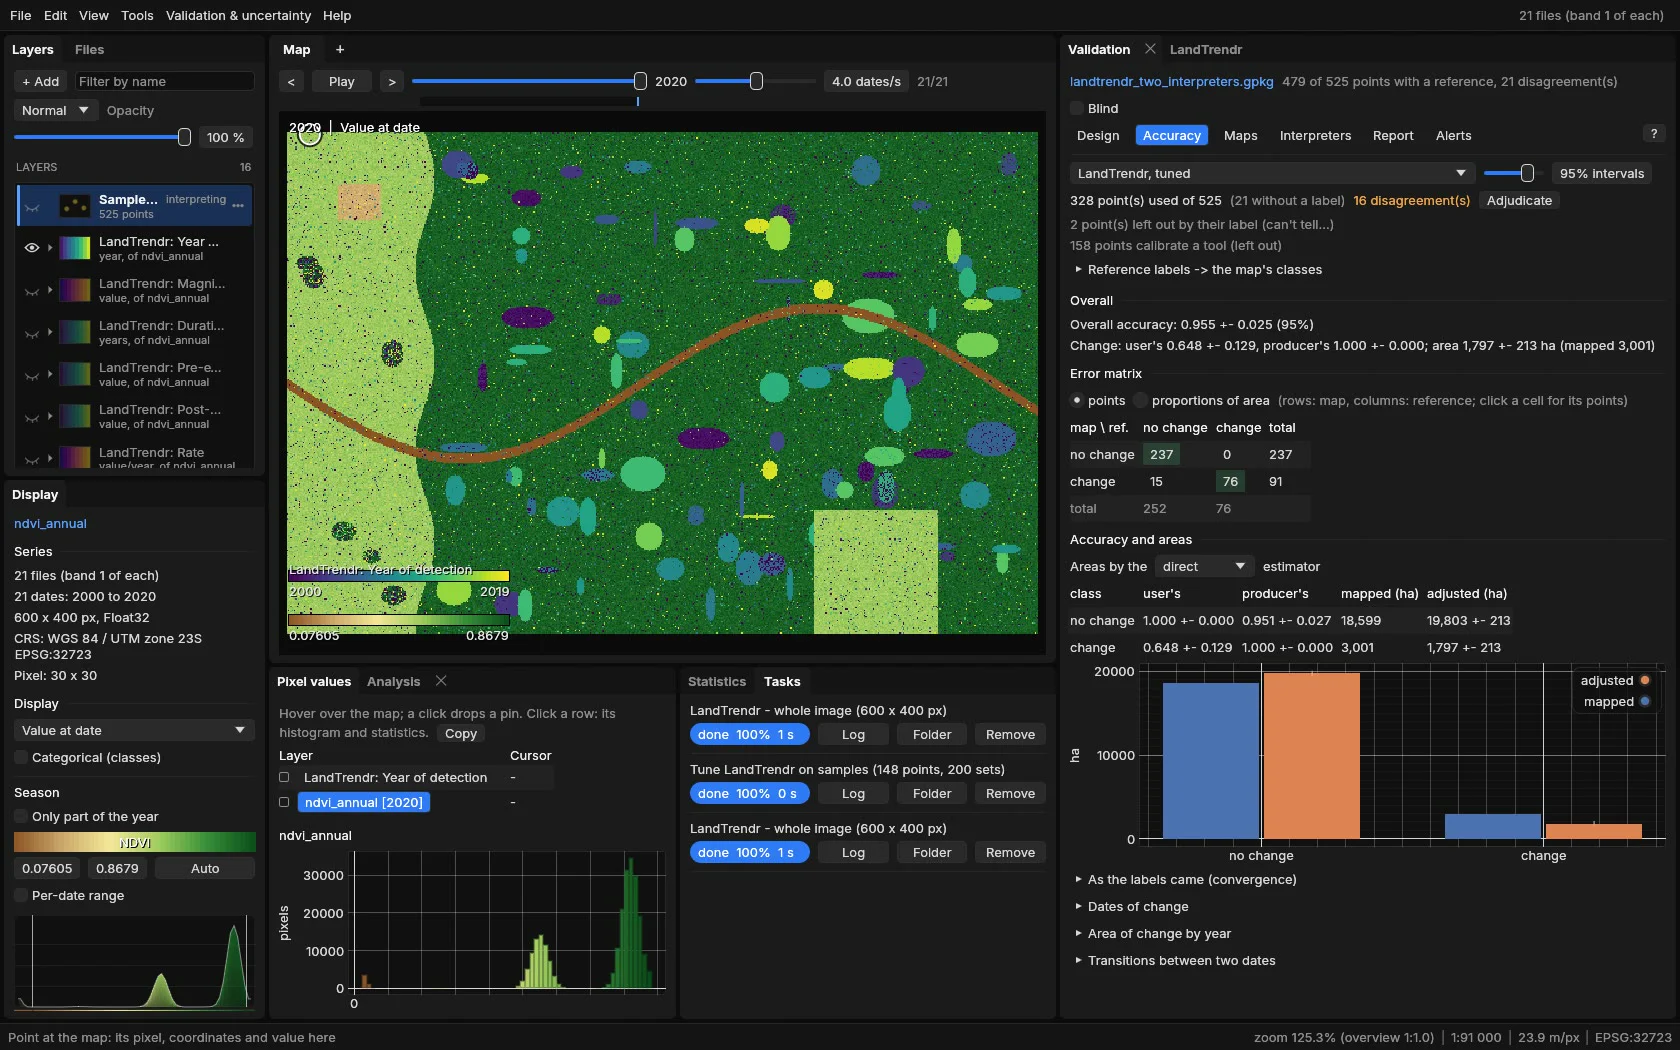 File Edit View Tools Validation & uncertainty Help
21 files (band 1 of each)
Layers Files
+ Add Filter by name
Normal Opacity
100 %
LAYERS 16
Sample... interpreting ...
525 points
LandTrendr: Year ...
year, of ndvi_annual
LandTrendr: Magni...
value, of ndvi_annual
LandTrendr: Durati...
years, of ndvi_annual
LandTrendr: Pre-e...
value, of ndvi_annual
LandTrendr: Post-...
value, of ndvi_annual
LandTrendr: Rate
value/year, of ndvi_annual
Display
ndvi_annual
Series
21 files (band 1 of each)
21 dates: 2000 to 2020
600 x 400 px, Float32
CRS: WGS 84 / UTM zone 23S
EPSG:32723
Pixel: 30 x 30
Display
Value at date
Categorical (classes)
Season
Only part of the year
NDVI
0.07605 0.8679 Auto
Per-date range
Map +
< Play > 2020 4.0 dates/s 21/21
2020 | Value at date
LandTrendr: Year of detection
2000 2019
0.07605 0.8679
Pixel values Analysis
Hover over the map; a click drops a pin. Click a row: its
histogram and statistics. Copy
Layer Cursor
LandTrendr: Year of detection -
ndvi_annual [2020] -
ndvi_annual
pixels
30000
20000
10000
0
0
Statistics Tasks
LandTrendr - whole image (600 x 400 px)
done 100% 1 s Log Folder Remove
Tune LandTrendr on samples (148 points, 200 sets)
done 100% 0 s Log Folder Remove
LandTrendr - whole image (600 x 400 px)
done 100% 1 s Log Folder Remove
Validation LandTrendr
landtrendr_two_interpreters.gpkg 479 of 525 points with a reference, 21 disagreement(s)
Blind
Design Accuracy Maps Interpreters Report Alerts ?
LandTrendr, tuned 95% intervals
328 point(s) used of 525 (21 without a label) 16 disagreement(s) Adjudicate
2 point(s) left out by their label (can't tell...)
158 points calibrate a tool (left out)
Reference labels -> the map's classes
Overall
Overall accuracy: 0.955 +- 0.025 (95%)
Change: user's 0.648 +- 0.129, producer's 1.000 +- 0.000; area 1,797 +- 213 ha (mapped 3,001)
Error matrix
points proportions of area (rows: map, columns: reference; click a cell for its points)
map \ ref. no change change total
no change 237 0 237
change 15 76 91
total 252 76
Accuracy and areas
Areas by the direct estimator
class user's producer's mapped (ha) adjusted (ha)
no change 1.000 +- 0.000 0.951 +- 0.027 18,599 19,803 +- 213
change 0.648 +- 0.129 1.000 +- 0.000 3,001 1,797 +- 213
20000
10000
0
ha
adjusted
mapped
no change change
As the labels came (convergence)
Dates of change
Area of change by year
Transitions between two dates
Point at the map: its pixel, coordinates and value here
zoom 125.3% (overview 1:1.0) | 1:91 000 | 23.9 m/px | EPSG:32723